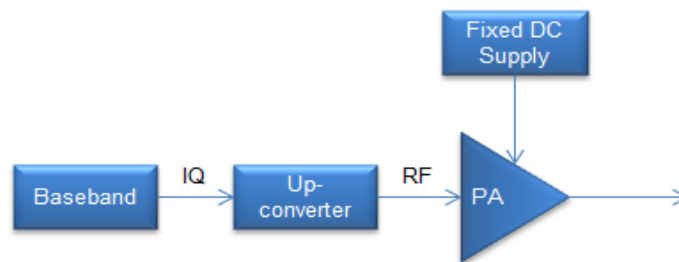 Fixed DC
Supply
IQ
RF
Baseband
Up-
converter
PA